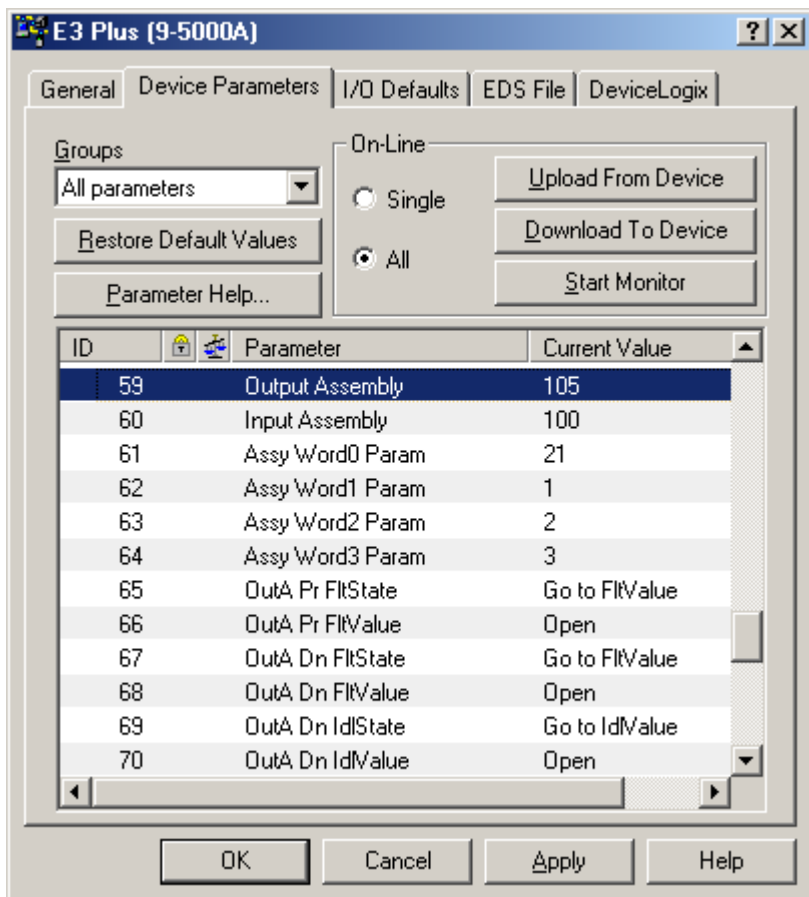 E3 Plus (9-5000A)
General Device Parameters I/O Defaults EDS File DeviceLogix
Groups
All parameters
Restore Default Values
Parameter Help...
On-Line
Single
All
Upload From Device
Download To Device
Start Monitor
ID Parameter Current Value
59 Output Assembly 105
60 Input Assembly 100
61 Assy Word0 Param 21
62 Assy Word1 Param 1
63 Assy Word2 Param 2
64 Assy Word3 Param 3
65 OutA Pr FltState Go to FltValue
66 OutA Pr FltValue Open
67 OutA Dn FltState Go to FltValue
68 OutA Dn FltValue Open
69 OutA Dn IdlState Go to IdlValue
70 OutA Dn IdlValue Open
OK Cancel Apply Help